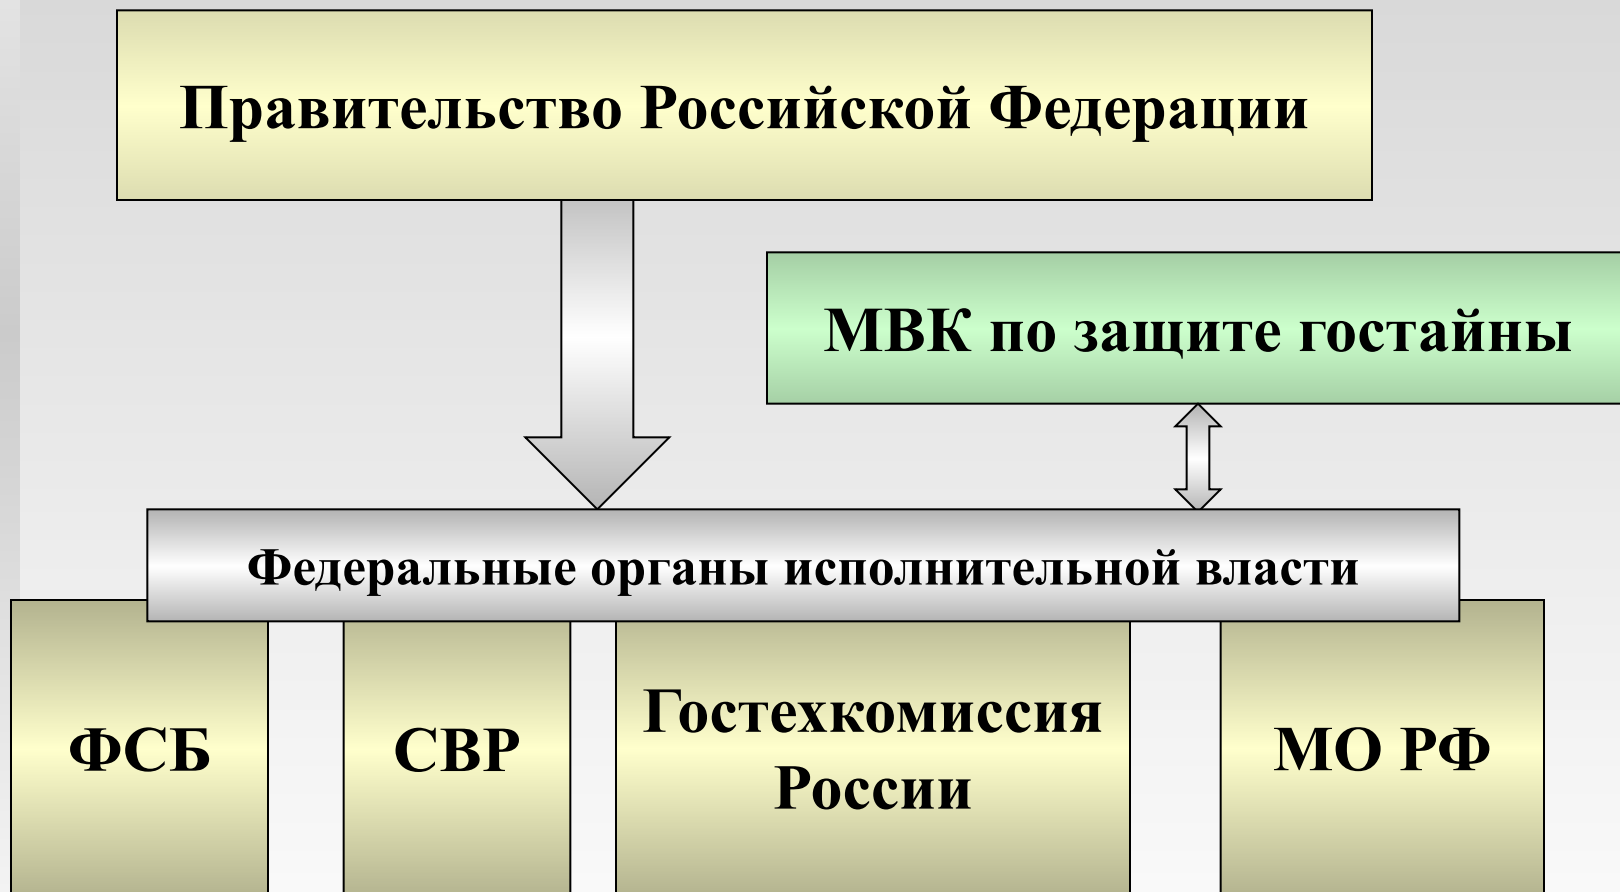 Правительство Российской Федерации
МВК по защите гостайны
Федеральные органы исполнительной власти
ФСБ
СВР
Гостехкомиссия
России
МО РФ